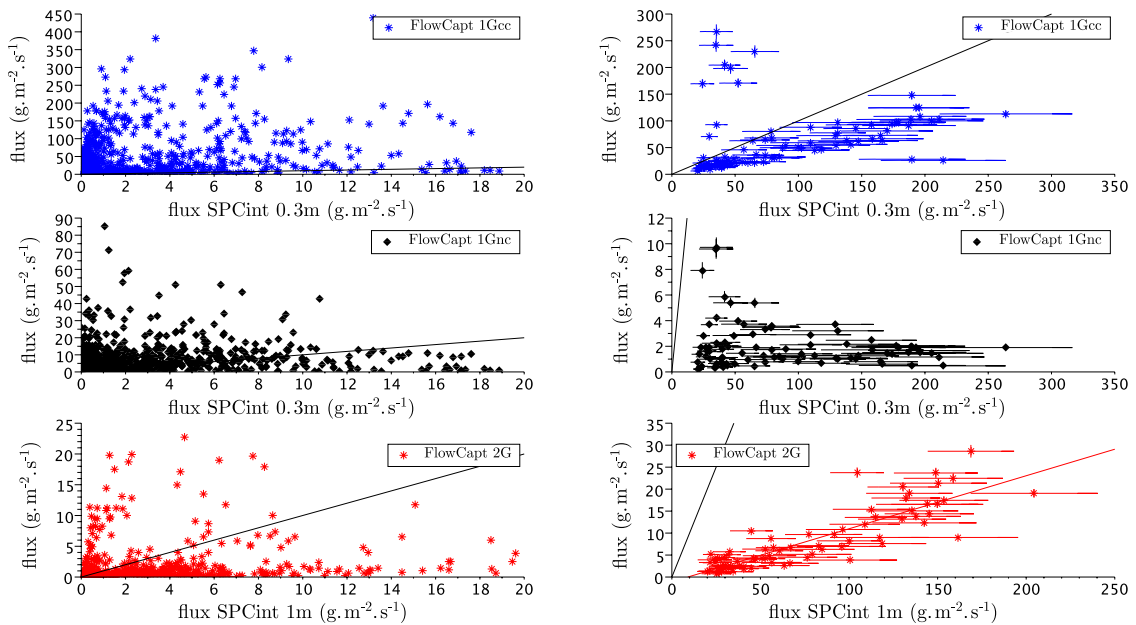 450
400
350
300
250
200
150
100
50
0
flux (g.m⁻².s⁻¹)
0 2 4 6 8 10 12 14 16 18 20
flux SPCint 0.3m (g.m⁻².s⁻¹)
FlowCapt 1Gcc
300
250
200
150
100
50
0
flux (g.m⁻².s⁻¹)
0 50 100 150 200 250 300 350
flux SPCint 0.3m (g.m⁻².s⁻¹)
FlowCapt 1Gcc
90
80
70
60
50
40
30
20
10
0
flux (g.m⁻².s⁻¹)
0 2 4 6 8 10 12 14 16 18 20
flux SPCint 0.3m (g.m⁻².s⁻¹)
FlowCapt 1Gnc
12
10
8
6
4
2
0
flux (g.m⁻².s⁻¹)
0 50 100 150 200 250 300 350
flux SPCint 0.3m (g.m⁻².s⁻¹)
FlowCapt 1Gnc
25
20
15
10
5
0
flux (g.m⁻².s⁻¹)
0 2 4 6 8 10 12 14 16 18 20
flux SPCint 1m (g.m⁻².s⁻¹)
FlowCapt 2G
35
30
25
20
15
10
5
0
flux (g.m⁻².s⁻¹)
0 50 100 150 200 250
flux SPCint 1m (g.m⁻².s⁻¹)
FlowCapt 2G